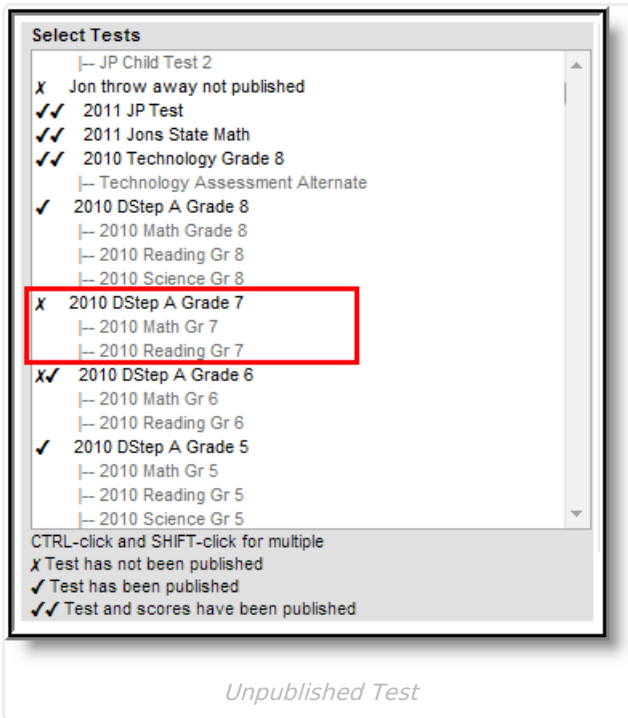 Select Tests
|-- JP Child Test 2
✗ Jon throw away not published
✓✓ 2011 JP Test
✓✓ 2011 Jons State Math
✓✓ 2010 Technology Grade 8
|-- Technology Assessment Alternate
✓ 2010 DStep A Grade 8
|-- 2010 Math Grade 8
|-- 2010 Reading Gr 8
|-- 2010 Science Gr 8
✗ 2010 DStep A Grade 7
|-- 2010 Math Gr 7
|-- 2010 Reading Gr 7
✗✓ 2010 DStep A Grade 6
|-- 2010 Math Gr 6
|-- 2010 Reading Gr 6
✓ 2010 DStep A Grade 5
|-- 2010 Math Gr 5
|-- 2010 Reading Gr 5
|-- 2010 Science Gr 5
CTRL-click and SHIFT-click for multiple
✗ Test has not been published
✓ Test has been published
✓✓ Test and scores have been published
Unpublished Test